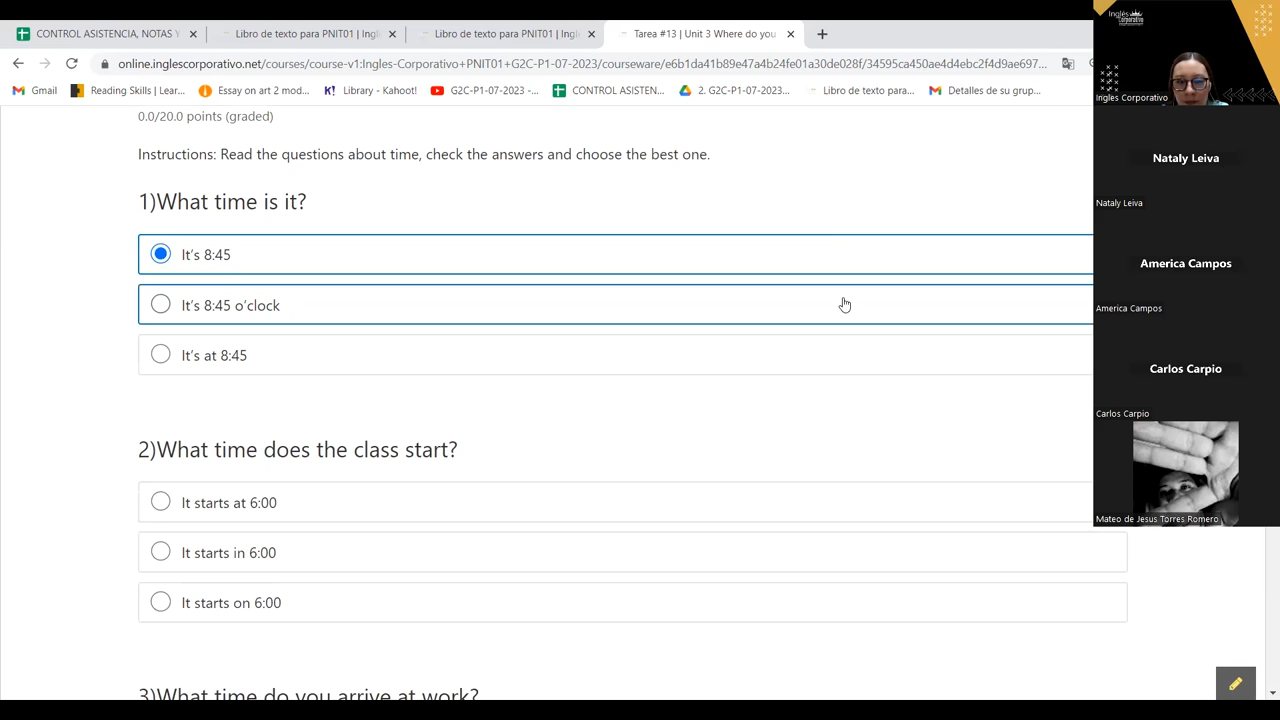 CONTROL ASISTENCIA, NOTAS Y
Libro de texto para PNIT01 | Ingl
Libro de texto para PNIT01 | Ingl
Tarea #13 | Unit 3 Where do you
online.inglescorporativo.net/courses/course-v1:Ingles-Corporativo+PNIT01+G2C-P1-07-2023/courseware/e6b1da41b89e47a4b24fe01a30de028f/34595ca450ae4d4ebc2f4d9ae697...
Gmail
Reading Skills | Lear...
Essay on art 2 mod...
Library - Kahoot!
G2C-P1-07-2023 -...
CONTROL ASISTEN...
2. G2C-P1-07-2023...
Libro de texto para...
Detalles de su grup...
0.0/20.0 points (graded)
Instructions: Read the questions about time, check the answers and choose the best one.
1)What time is it?
It's 8:45
It's 8:45 o'clock
It's at 8:45
2)What time does the class start?
It starts at 6:00
It starts in 6:00
It starts on 6:00
3)What time do you arrive at work?
Inglés
Corporativo
Ingles Corporativo
Nataly Leiva
Nataly Leiva
America Campos
America Campos
Carlos Carpio
Carlos Carpio
Mateo de Jesus Torres Romero